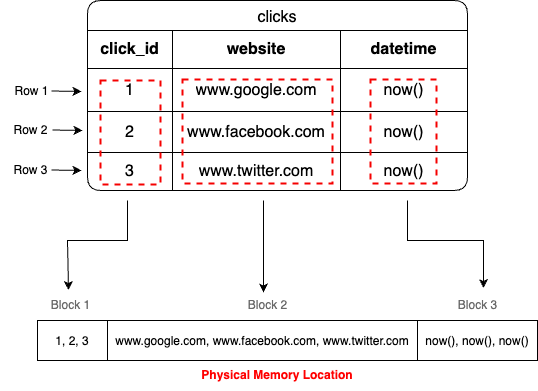 clicks
click_id website datetime
Row 1 1 www.google.com now()
Row 2 2 www.facebook.com now()
Row 3 3 www.twitter.com now()
Block 1 Block 2 Block 3
1, 2, 3 www.google.com, www.facebook.com, www.twitter.com now(), now(), now()
Physical Memory Location